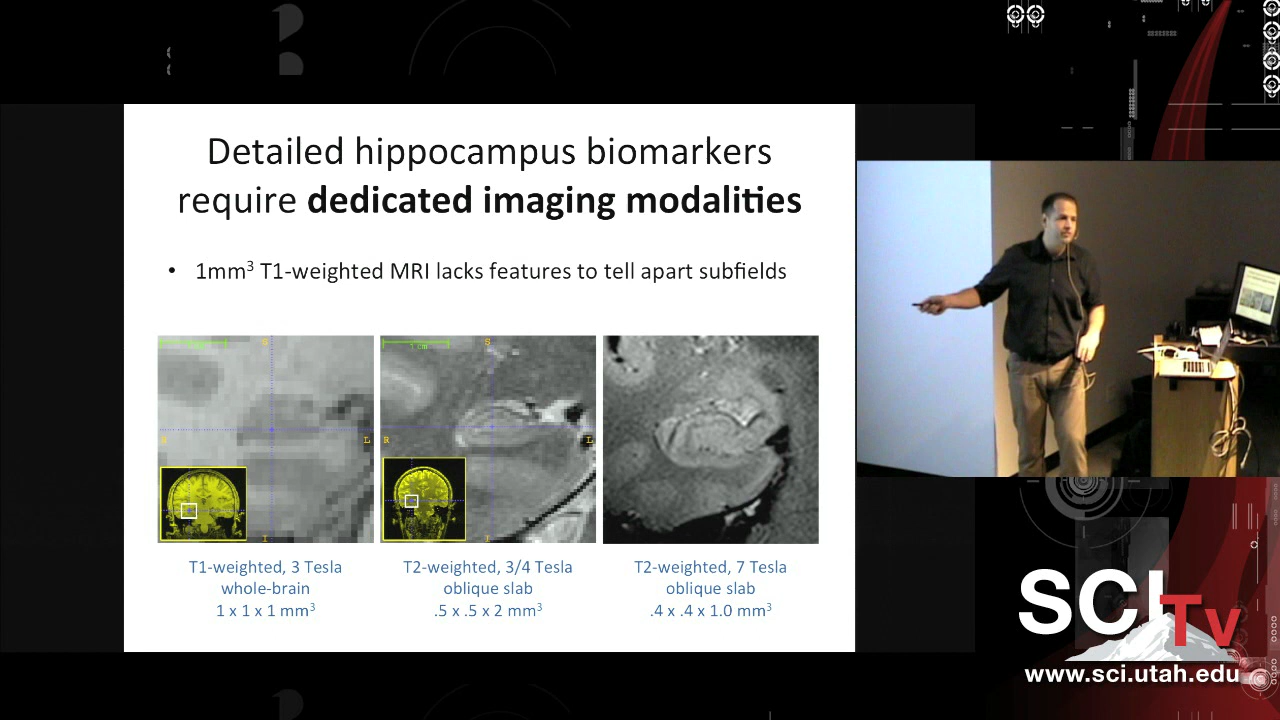 Detailed hippocampus biomarkers
require dedicated imaging modalities
• 1mm³ T1-weighted MRI lacks features to tell apart subfields
S
R
L
I
S
1 cm
R
L
I
T1-weighted, 3 Tesla
whole-brain
1 x 1 x 1 mm³
T2-weighted, 3/4 Tesla
oblique slab
.5 x .5 x 2 mm³
T2-weighted, 7 Tesla
oblique slab
.4 x .4 x 1.0 mm³
SCI
Tv
www.sci.utah.edu